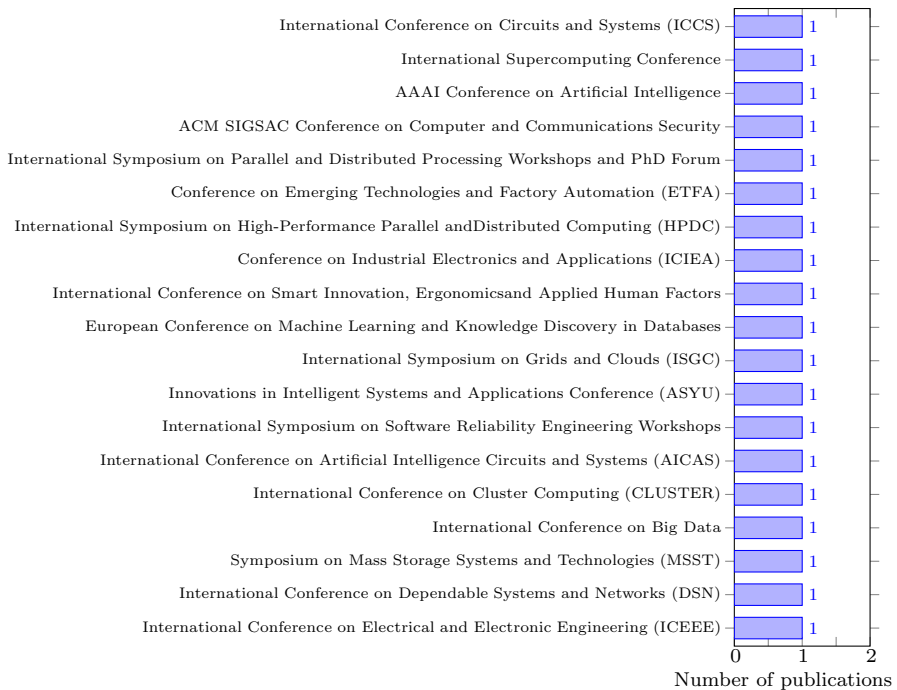 International Conference on Circuits and Systems (ICCS) 1
International Supercomputing Conference 1
AAAI Conference on Artificial Intelligence 1
ACM SIGSAC Conference on Computer and Communications Security 1
International Symposium on Parallel and Distributed Processing Workshops and PhD Forum 1
Conference on Emerging Technologies and Factory Automation (ETFA) 1
International Symposium on High-Performance Parallel andDistributed Computing (HPDC) 1
Conference on Industrial Electronics and Applications (ICIEA) 1
International Conference on Smart Innovation, Ergonomicsand Applied Human Factors 1
European Conference on Machine Learning and Knowledge Discovery in Databases 1
International Symposium on Grids and Clouds (ISGC) 1
Innovations in Intelligent Systems and Applications Conference (ASYU) 1
International Symposium on Software Reliability Engineering Workshops 1
International Conference on Artificial Intelligence Circuits and Systems (AICAS) 1
International Conference on Cluster Computing (CLUSTER) 1
International Conference on Big Data 1
Symposium on Mass Storage Systems and Technologies (MSST) 1
International Conference on Dependable Systems and Networks (DSN) 1
International Conference on Electrical and Electronic Engineering (ICEEE) 1
0 1 2
Number of publications